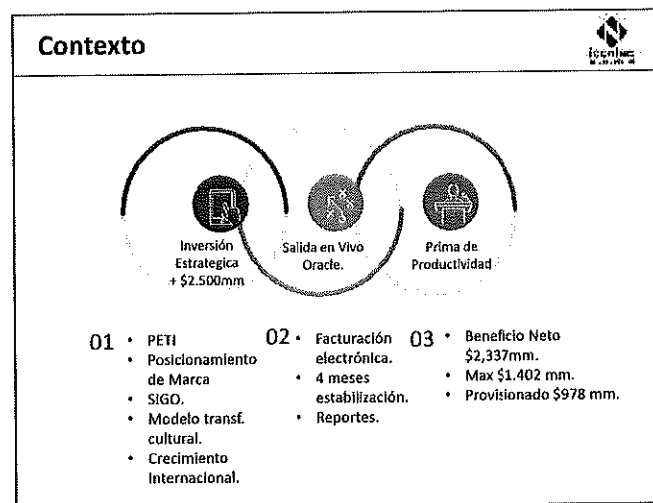 Contexto
icontec
Inversión
Estrategica
+ $2.500mm
Salida en Vivo
Oracle.
Prima de
Productividad
01
• PETI
• Posicionamiento
de Marca
• SIGO.
• Modelo transf.
cultural.
• Crecimiento
Internacional.
02
• Facturación
electrónica.
• 4 meses
estabilización.
• Reportes.
03
• Beneficio Neto
$2,337mm.
• Max $1.402 mm.
• Provisionado $978 mm.